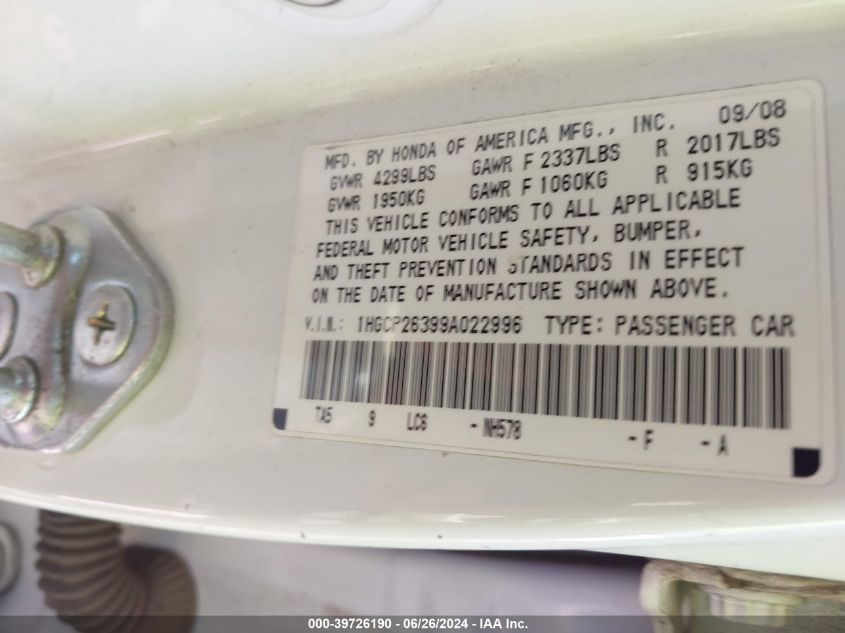 09/08
MFD. BY HONDA OF AMERICA MFG., INC.
GVWR 4299LBS GAWR F 2337LBS R 2017LBS
GVWR 1950KG GAWR F 1060KG R 915KG
THIS VEHICLE CONFORMS TO ALL APPLICABLE
FEDERAL MOTOR VEHICLE SAFETY, BUMPER,
AND THEFT PREVENTION STANDARDS IN EFFECT
ON THE DATE OF MANUFACTURE SHOWN ABOVE.
V.I.N.: 1HGCP26399A022996 TYPE: PASSENGER CAR
TA5 9 LC8 -NH578 -F -A
000-39726190 - 06/26/2024 - IAA Inc.